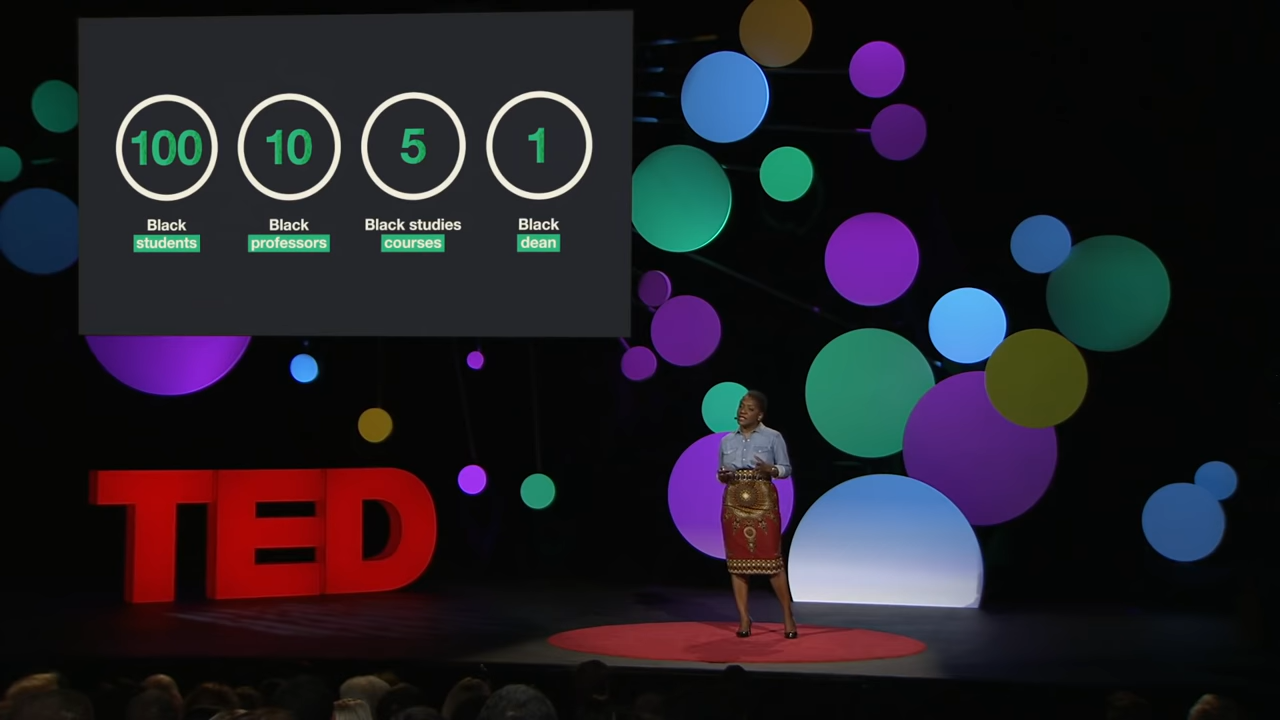 100
Black
students
10
Black
professors
5
Black studies
courses
1
Black
dean
TED